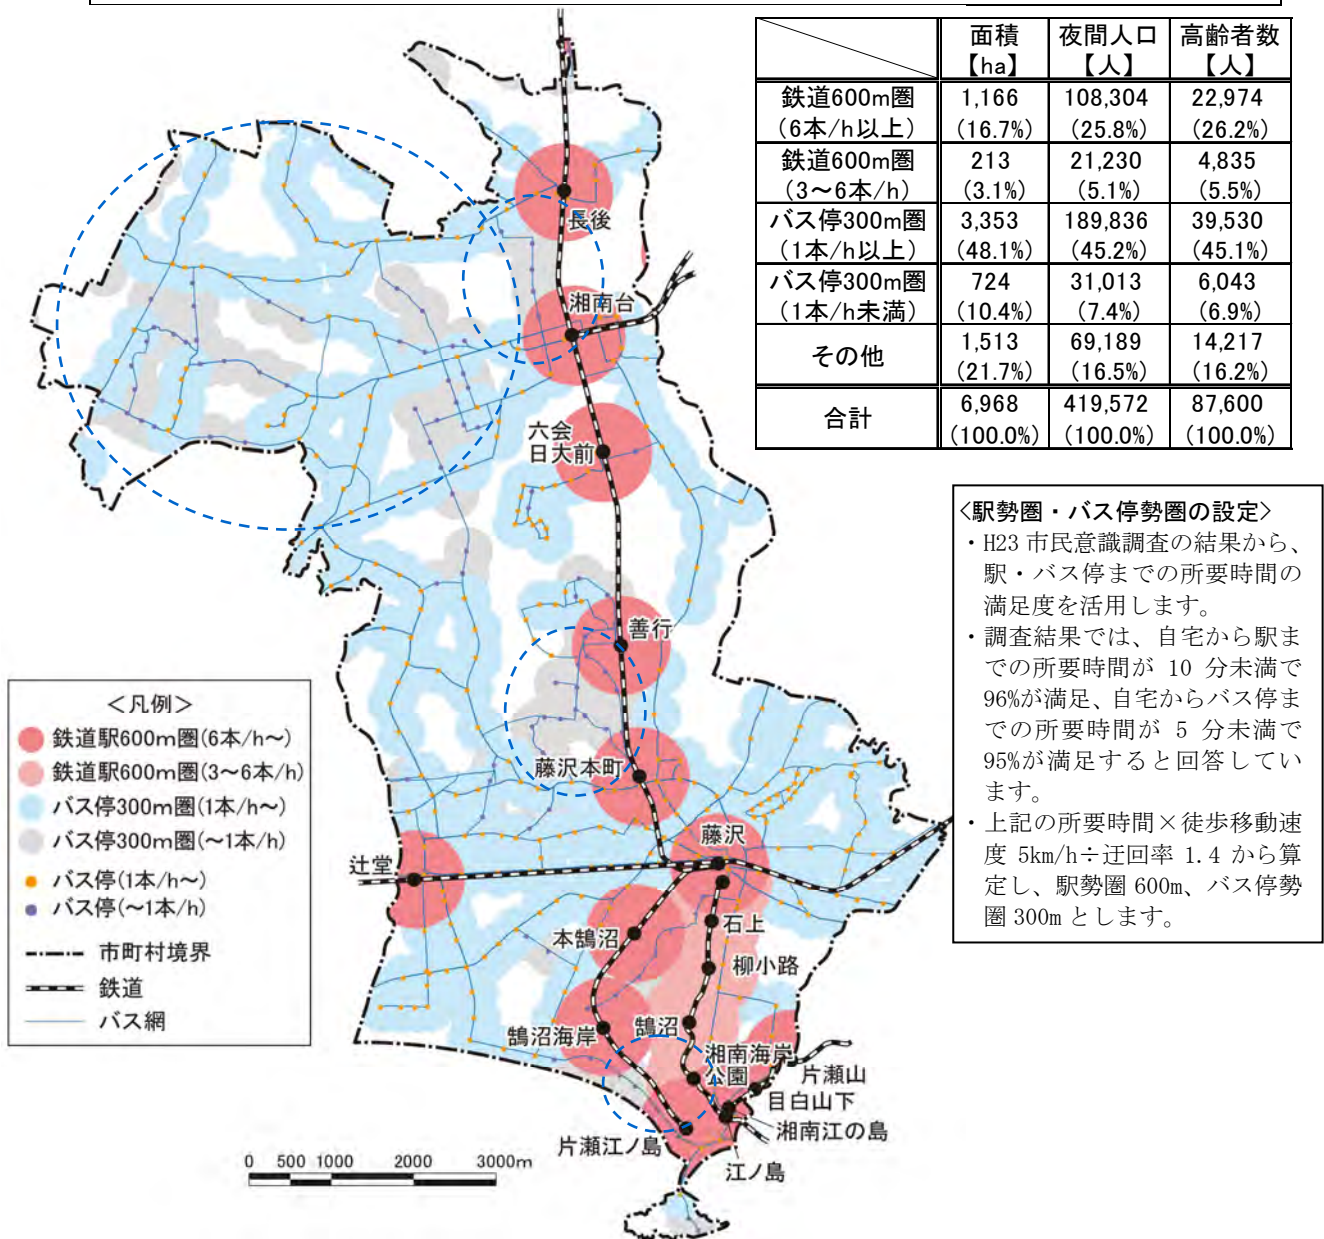 面積 夜間人口 高齢者数
【ha】 【人】 【人】
鉄道600m圏 1,166 108,304 22,974
(6本/h以上) (16.7%) (25.8%) (26.2%)
鉄道600m圏 213 21,230 4,835
(3～6本/h) (3.1%) (5.1%) (5.5%)
バス停300m圏 3,353 189,836 39,530
(1本/h以上) (48.1%) (45.2%) (45.1%)
バス停300m圏 724 31,013 6,043
(1本/h未満) (10.4%) (7.4%) (6.9%)
その他 1,513 69,189 14,217
(21.7%) (16.5%) (16.2%)
合計 6,968 419,572 87,600
(100.0%) (100.0%) (100.0%)
長後
湘南台
六会
日大前
善行
藤沢本町
藤沢
辻堂
石上
本鵠沼
柳小路
鵠沼海岸
鵠沼
湘南海岸
公園
片瀬山
目白山下
湘南江の島
片瀬江ノ島
江ノ島
<駅勢圏・バス停勢圏の設定>
・H23 市民意識調査の結果から、
駅・バス停までの所要時間の
満足度を活用します。
・調査結果では、自宅から駅ま
での所要時間が 10 分未満で
96%が満足、自宅からバス停ま
での所要時間が 5 分未満で
95%が満足すると回答してい
ます。
・上記の所要時間×徒歩移動速
度 5km/h÷迂回率 1.4 から算
定し、駅勢圏 600m、バス停勢
圏 300m とします。
＜凡例＞
鉄道駅600m圏(6本/h～)
鉄道駅600m圏(3～6本/h)
バス停300m圏(1本/h～)
バス停300m圏(～1本/h)
バス停(1本/h～)
バス停(～1本/h)
市町村境界
鉄道
バス網
0 500 1000 2000 3000m